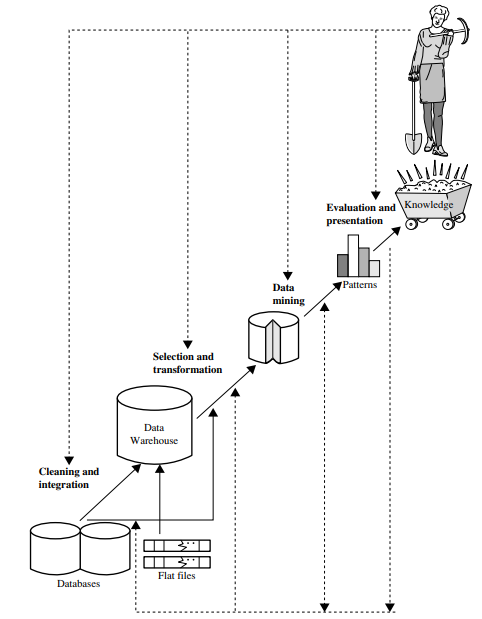 Evaluation and
presentation
Knowledge
Patterns
Data
mining
Selection and
transformation
Data
Warehouse
Cleaning and
integration
Databases
Flat files